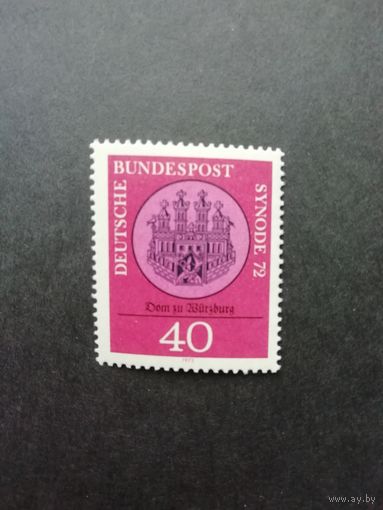 DEUTSCHE
BUNDESPOST
SYNODE 72
Dom zu Würzburg
40
1972
www.ay.by